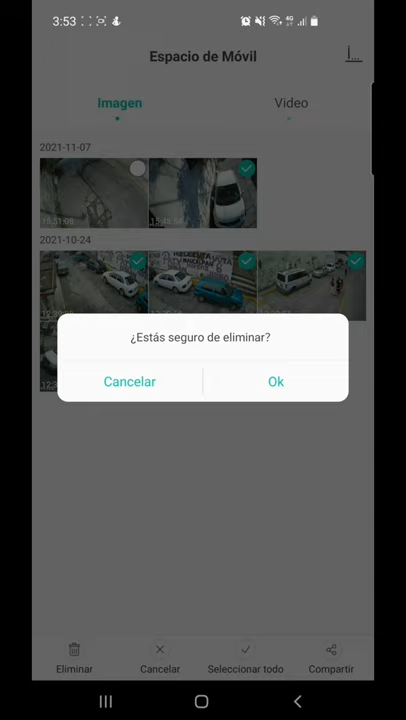 3:53
4G
Espacio de Móvil
Imagen
Video
2021-11-07
2021-10-24
¿Estás seguro de eliminar?
Cancelar
Ok
Eliminar
Cancelar
Seleccionar todo
Compartir